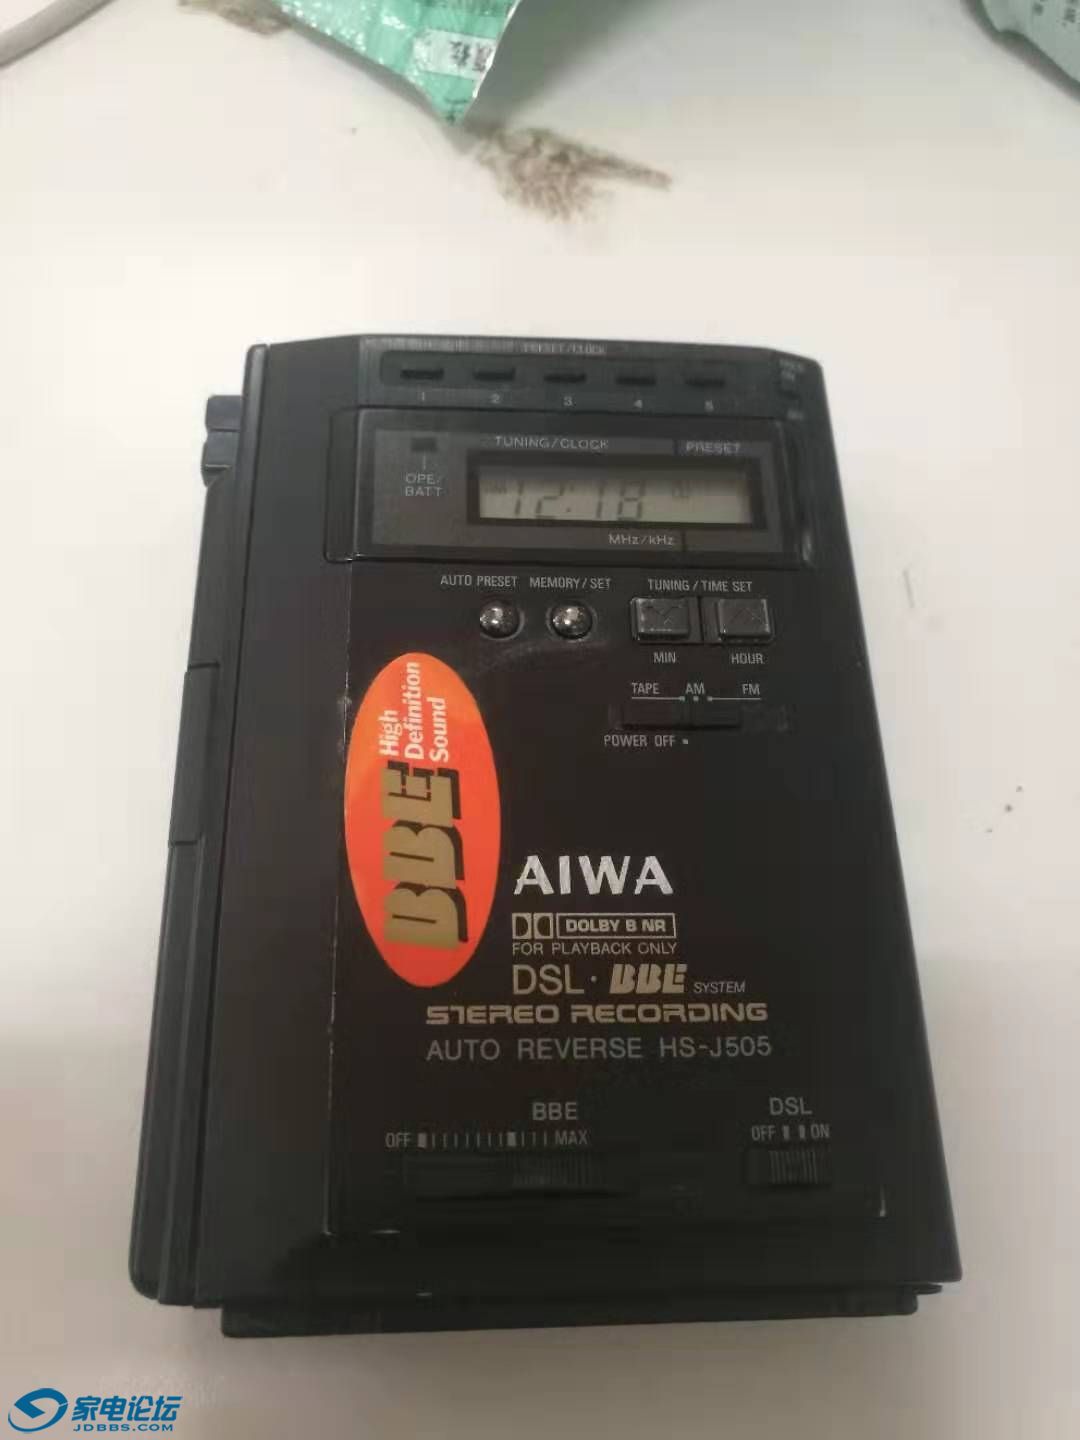 PRESET/CLOCK
1 2 3 4 5
TUNING/CLOCK PRESET
OPE/
BATT
12:18
MHz/kHz
AUTO PRESET MEMORY/SET TUNING / TIME SET
MIN HOUR
TAPE AM FM
POWER OFF
High
Definition
Sound
BBE
AIWA
DOLBY B NR
FOR PLAYBACK ONLY
DSL · BBE SYSTEM
STEREO RECORDING
AUTO REVERSE HS-J505
BBE
OFF MAX
DSL
OFF ON
家电论坛
JDBBS.COM